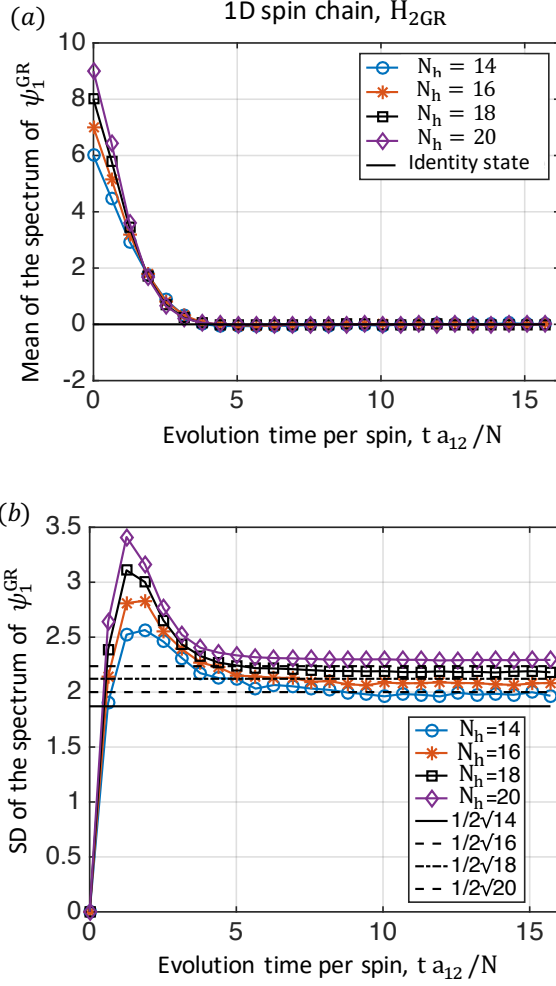 (a)
1D spin chain, H2GR
Mean of the spectrum of ψ₁ᴳᴿ
10
8
6
4
2
0
-2
Nh = 14
Nh = 16
Nh = 18
Nh = 20
Identity state
0
5
10
15
Evolution time per spin, t a12 /N
(b)
SD of the spectrum of ψ₁ᴳᴿ
3.5
3
2.5
2
1.5
1
0.5
0
Nh=14
Nh=16
Nh=18
Nh=20
1/2√14
1/2√16
1/2√18
1/2√20
0
5
10
15
Evolution time per spin, t a12 /N